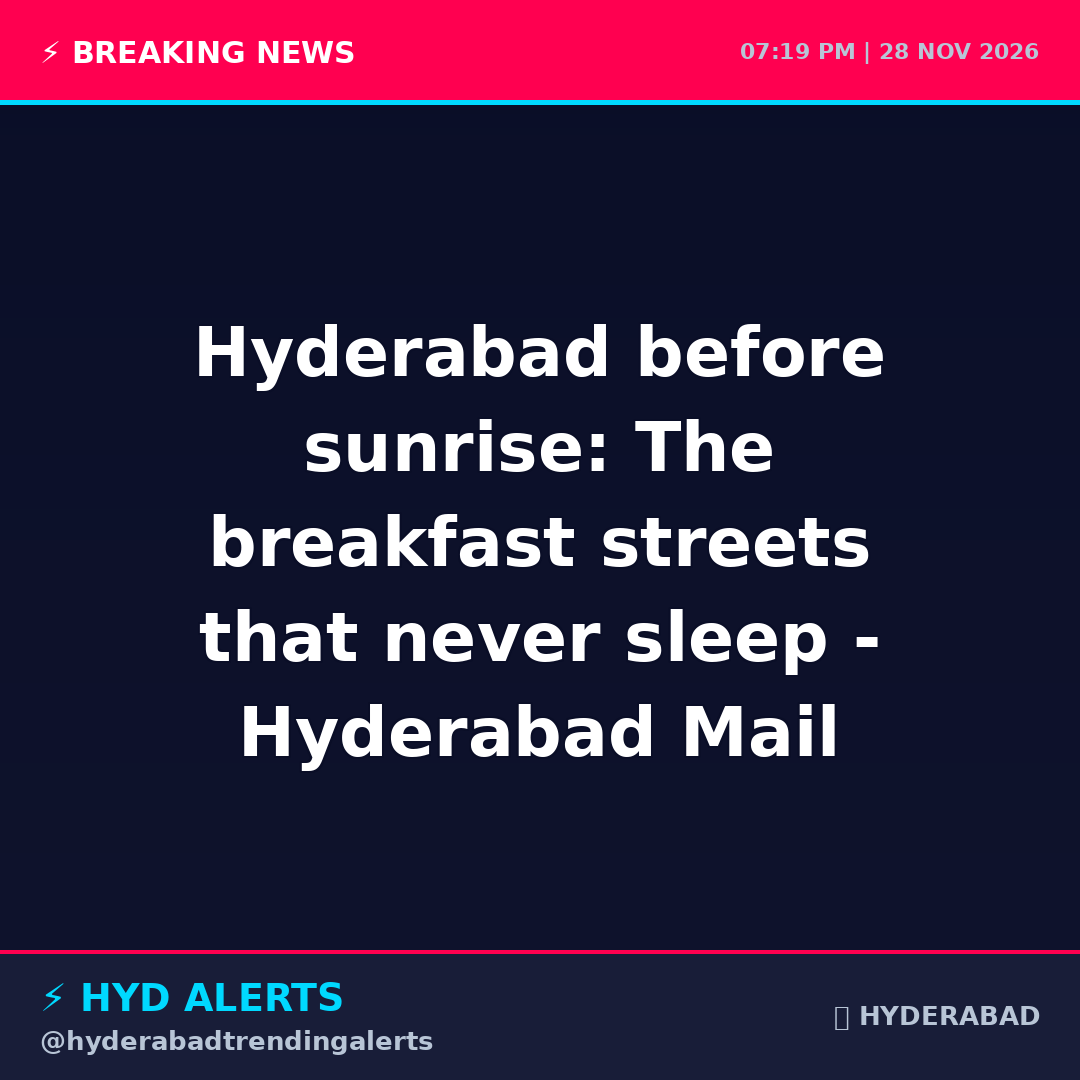 ⚡ BREAKING NEWS
07:19 PM | 28 NOV 2026
Hyderabad before
sunrise: The
breakfast streets
that never sleep -
Hyderabad Mail
⚡ HYD ALERTS
@hyderabadtrendingalerts
HYDERABAD